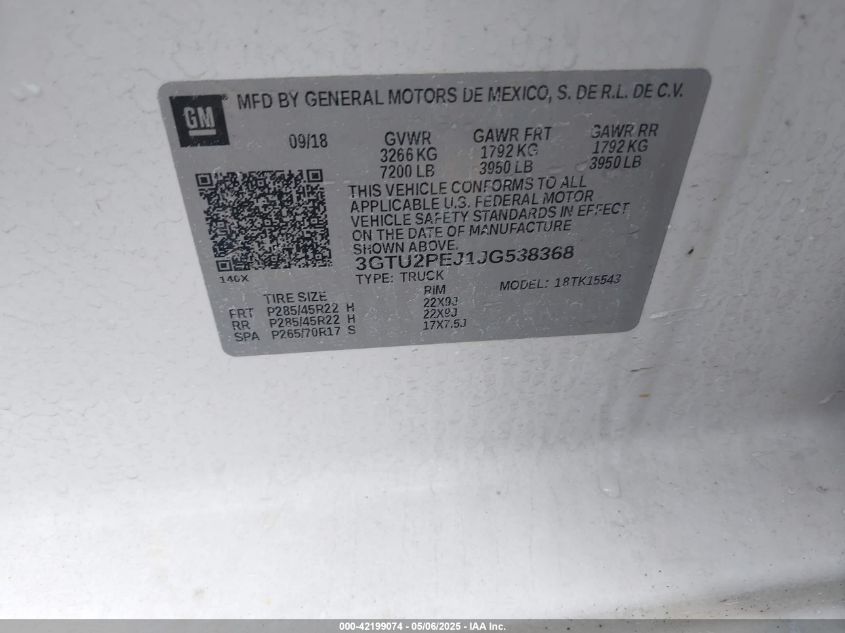 GM
MFD BY GENERAL MOTORS DE MEXICO, S. DE R.L. DE C.V.
09/18 GVWR GAWR FRT GAWR RR
3266 KG 1792 KG 1792 KG
7200 LB 3950 LB 3950 LB
THIS VEHICLE CONFORMS TO ALL
APPLICABLE U.S. FEDERAL MOTOR
VEHICLE SAFETY STANDARDS IN EFFECT
ON THE DATE OF MANUFACTURE
SHOWN ABOVE.
3GTU2PEJ1JG538368
140X
TYPE: TRUCK MODEL: 18TK15543
TIRE SIZE RIM
FRT P285/45R22 H 22X9J
RR P285/45R22 H 22X9J
SPA P265/70R17 S 17X7.5J
000-42199074 — 05/06/2025 — IAA Inc.